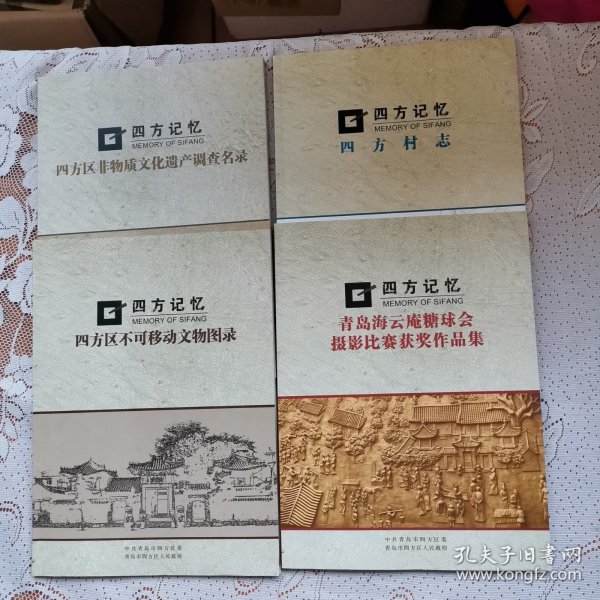 四方记忆
MEMORY OF SIFANG
四方区非物质文化遗产调查名录
四方记忆
MEMORY OF SIFANG
四方村志
四方记忆
MEMORY OF SIFANG
四方区不可移动文物图录
中共青岛市四方区委
青岛市四方区人民政府
四方记忆
MEMORY OF SIFANG
青岛海云庵糖球会
摄影比赛获奖作品集
中共青岛市四方区委
青岛市四方区人民政府
孔夫子旧书网
www.kongfz.com